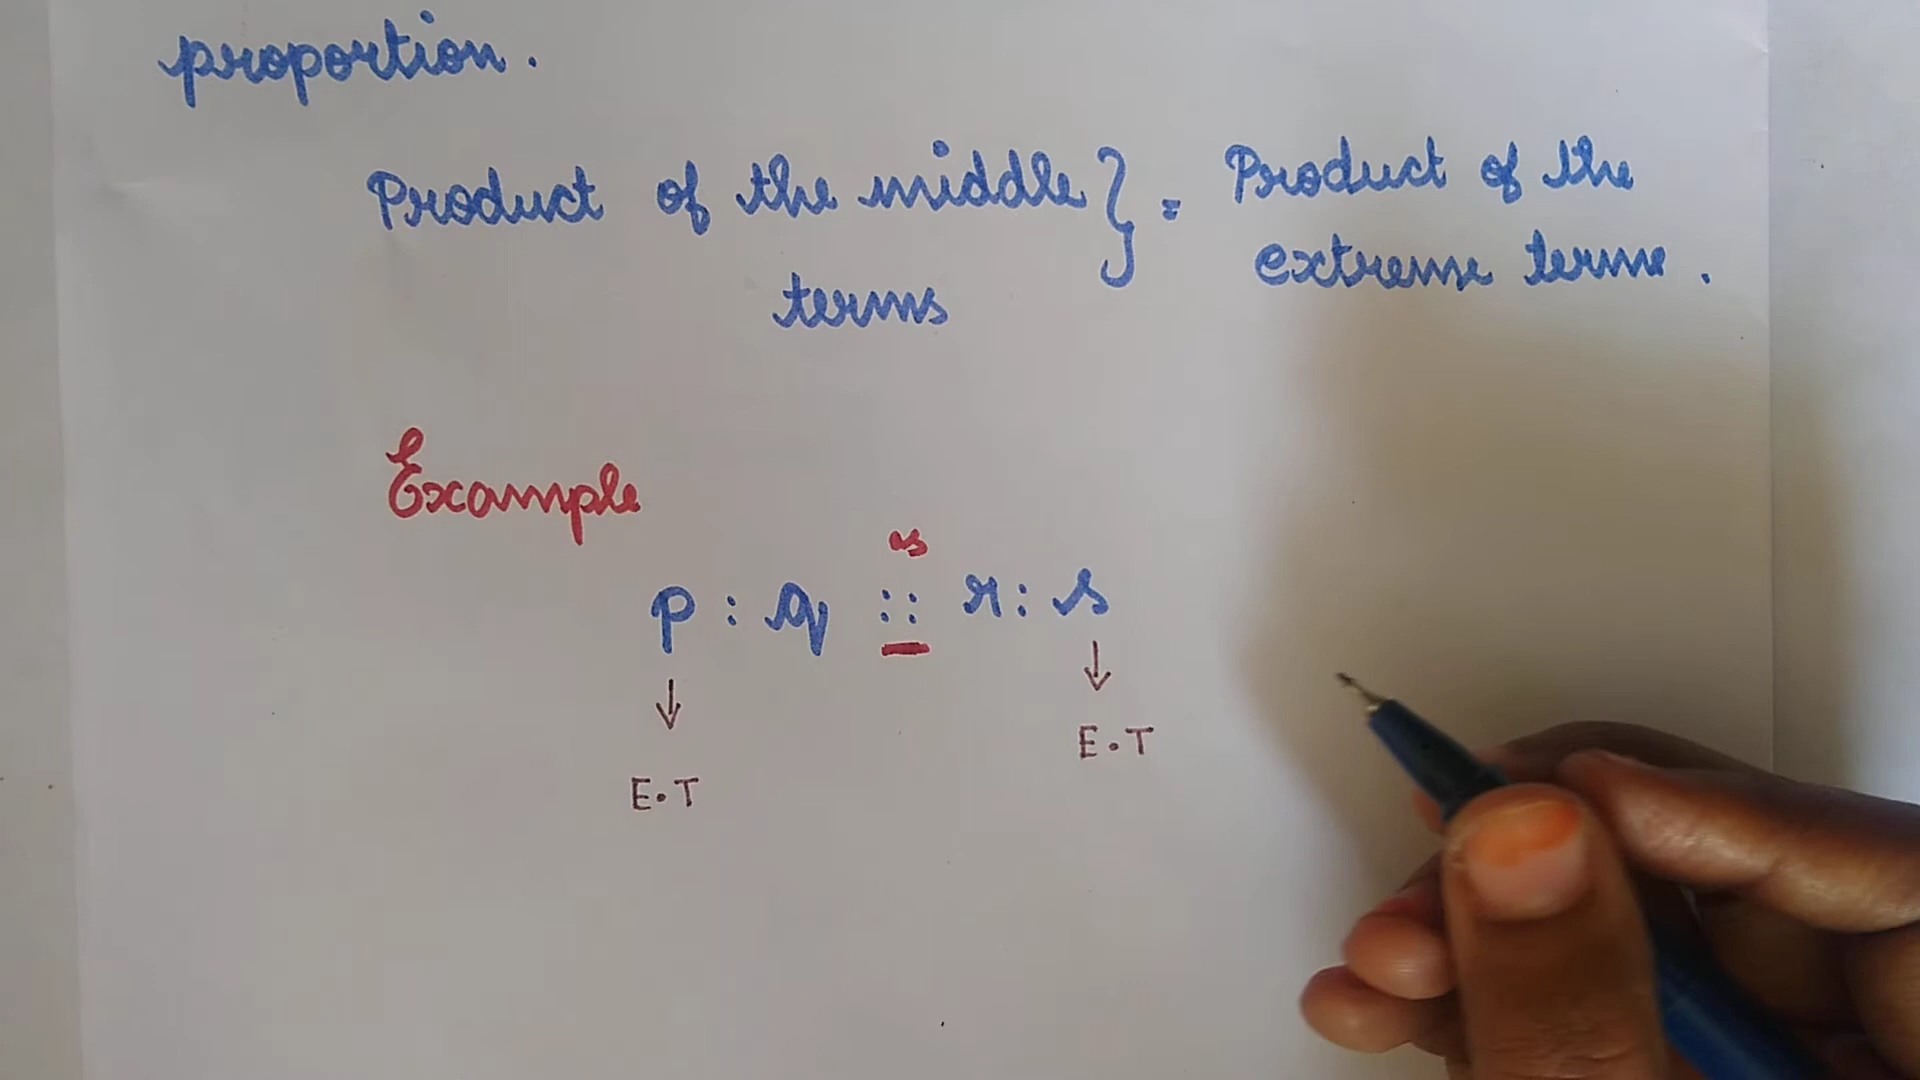 proportion.
Product of the middle } = Product of the
terms
extreme terms.
Example
as
p : q :: r : s
↓ ↓
E.T
E.T